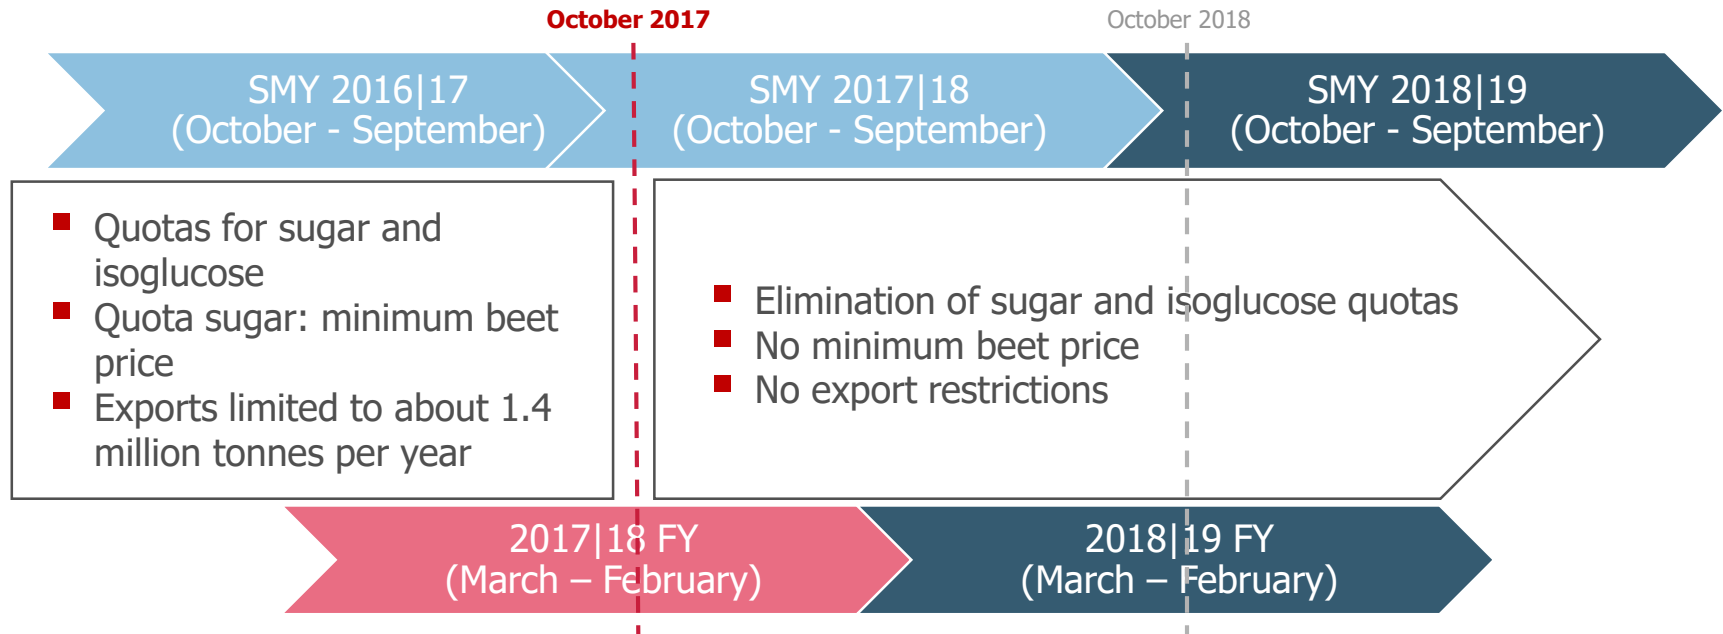 October 2017
October 2018
SMY 2016|17
(October - September)
SMY 2017|18
(October - September)
SMY 2018|19
(October - September)
Quotas for sugar and
isoglucose
Quota sugar: minimum beet
price
Exports limited to about 1.4
million tonnes per year
Elimination of sugar and isoglucose quotas
No minimum beet price
No export restrictions
2017|18 FY
(March – February)
2018|19 FY
(March – February)